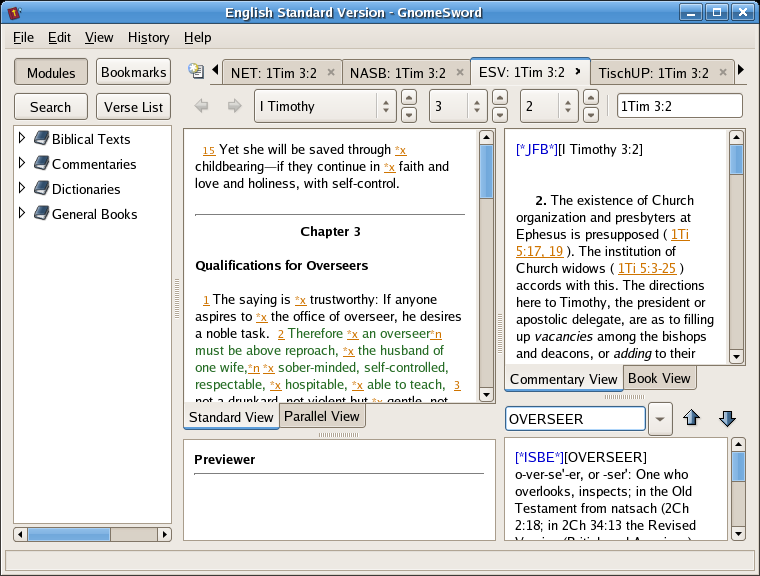 English Standard Version - GnomeSword
File Edit View History Help
Modules Bookmarks
Search Verse List
Biblical Texts
Commentaries
Dictionaries
General Books
NET: 1Tim 3:2 NASB: 1Tim 3:2 ESV: 1Tim 3:2 TischUP: 1Tim 3:2
I Timothy 3 2 1Tim 3:2
15 Yet she will be saved through *x
childbearing—if they continue in *x faith and
love and holiness, with self-control.
Chapter 3
Qualifications for Overseers
1 The saying is *x trustworthy: If anyone
aspires to *x the office of overseer, he desires
a noble task. 2 Therefore *x an overseer*n
must be above reproach, *x the husband of
one wife,*n *x sober-minded, self-controlled,
respectable, *x hospitable, *x able to teach, 3
not a drunkard, not violent but *x gentle, not
Standard View Parallel View
Previewer
[*JFB*][I Timothy 3:2]
2. The existence of Church
organization and presbyters at
Ephesus is presupposed ( 1Ti
5:17, 19 ). The institution of
Church widows ( 1Ti 5:3-25 )
accords with this. The directions
here to Timothy, the president or
apostolic delegate, are as to filling
up vacancies among the bishops
and deacons, or adding to their
Commentary View Book View
OVERSEER
[*ISBE*][OVERSEER]
o-ver-se'-er, or -ser': One who
overlooks, inspects; in the Old
Testament from natsach (2Ch
2:18; in 2Ch 34:13 the Revised
Version (British and American)